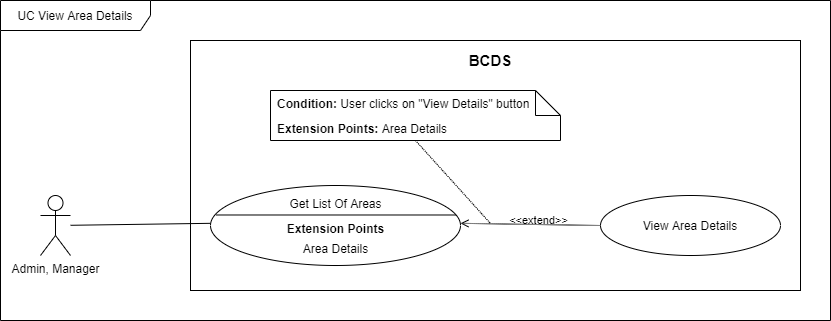 UC View Area Details
BCDS
Condition: User clicks on "View Details" button
Extension Points: Area Details
Get List Of Areas
Extension Points
Area Details
<<extend>>
View Area Details
Admin, Manager